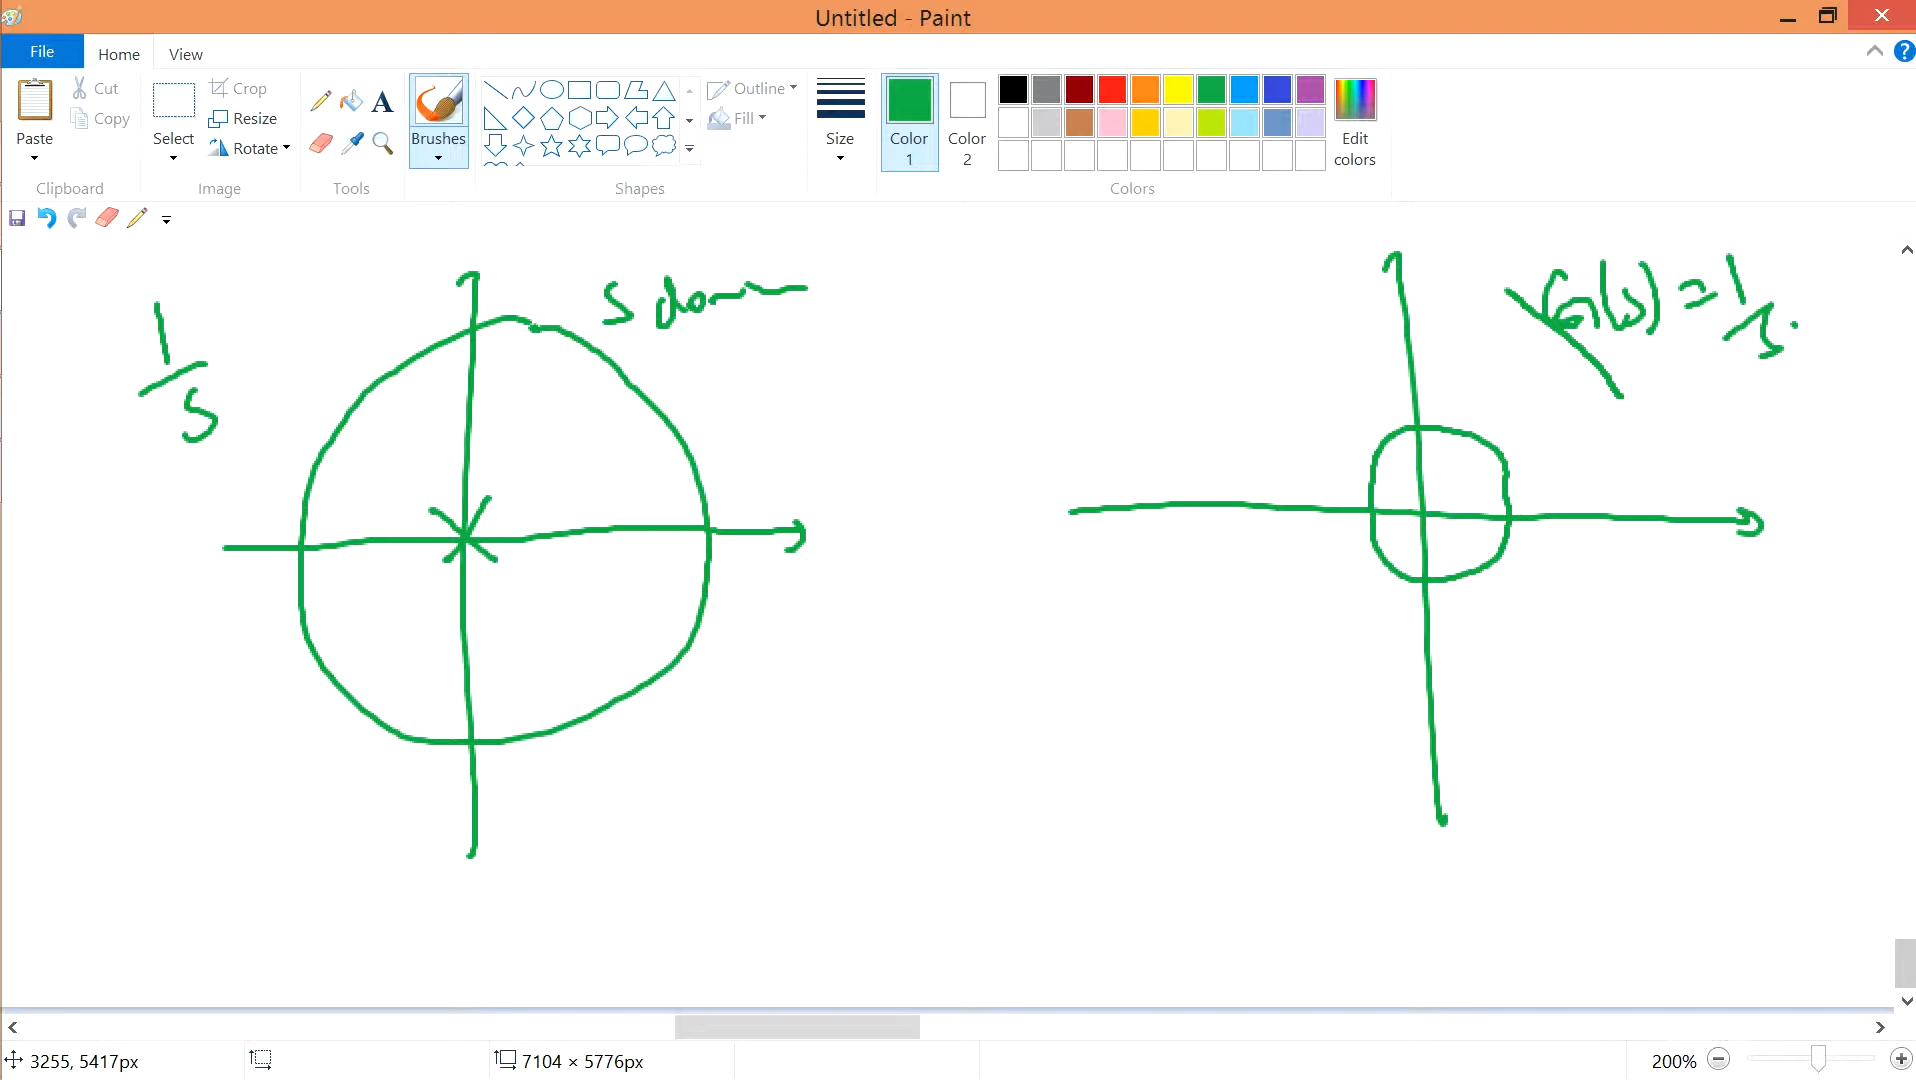 Untitled - Paint
File
Home
View
Paste
Cut
Copy
Clipboard
Select
Crop
Resize
Rotate
Image
Tools
A
Brushes
Shapes
Outline
Fill
Size
Color 1
Color 2
Edit colors
Colors
1/s
s
G(s) = 1/s
3255, 5417px
7104 × 5776px
200%